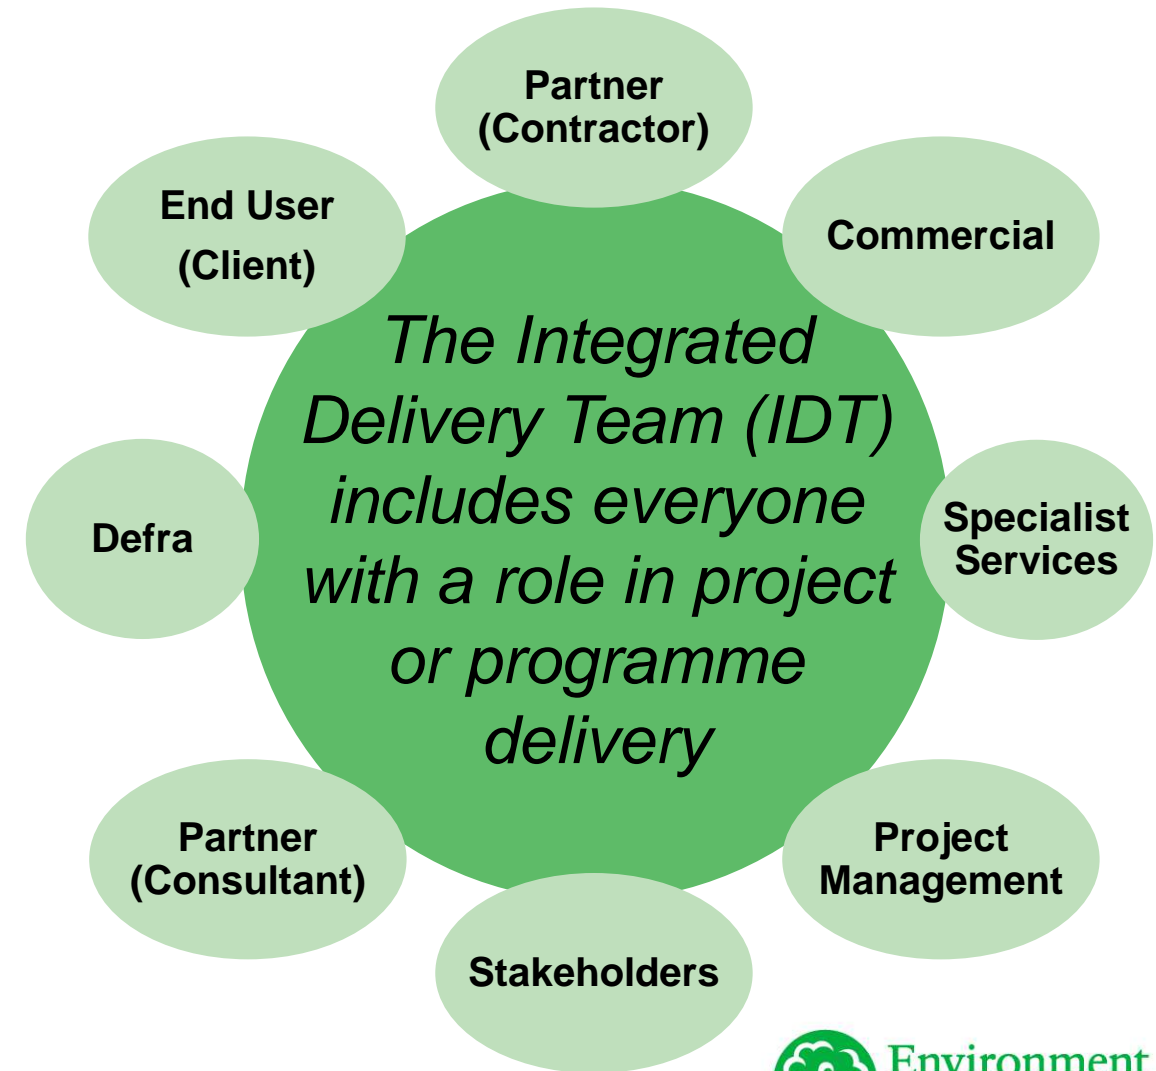 Partner
(Contractor)
End User
(Client)
Commercial
The Integrated
Delivery Team (IDT)
includes everyone
with a role in project
or programme
delivery
Defra
Specialist
Services
Partner
(Consultant)
Project
Management
Stakeholders
Environment